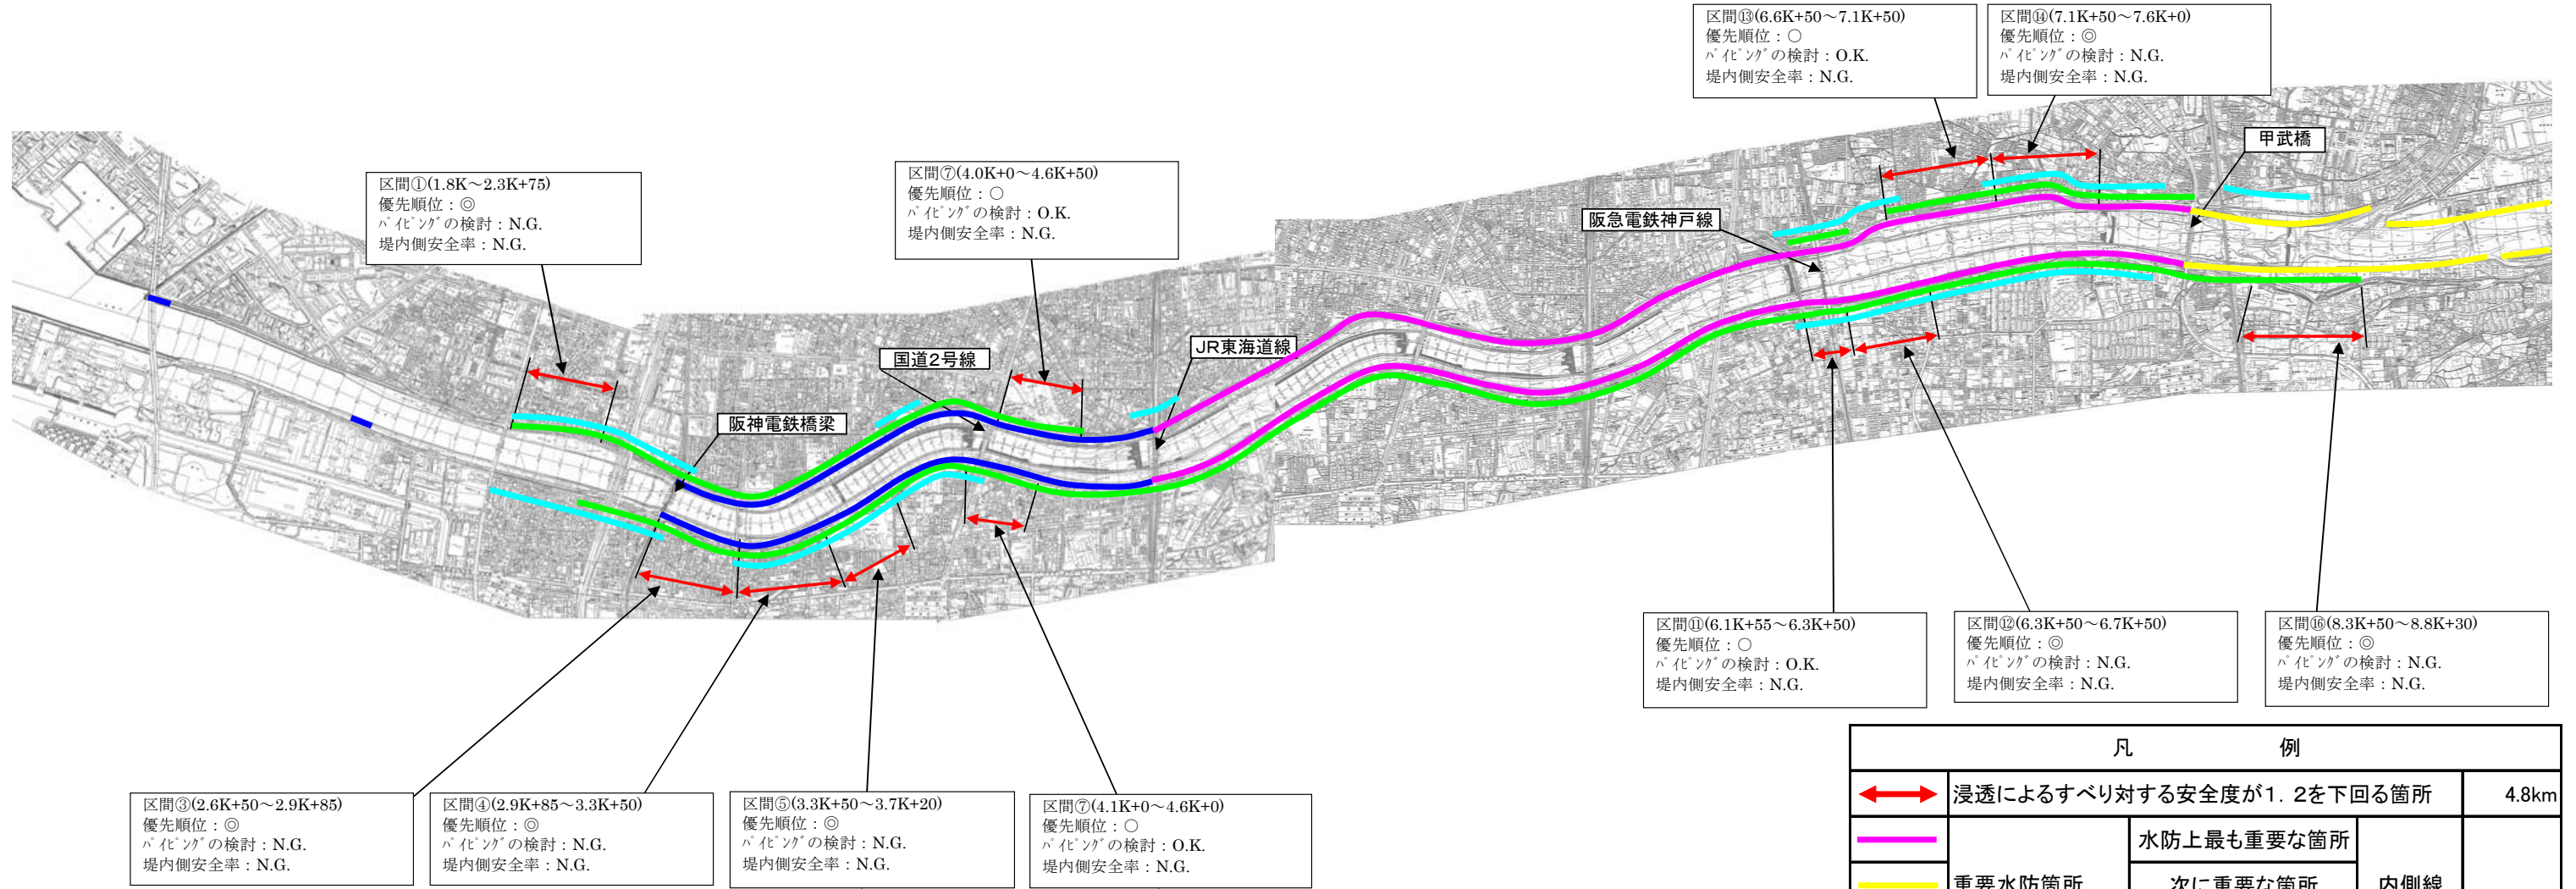 区間⑬(6.6K+50～7.1K+50)
優先順位：○
ﾊﾟｲﾋﾟﾝｸﾞの検討：O.K.
堤内側安全率：N.G.
区間⑭(7.1K+50～7.6K+0)
優先順位：◎
ﾊﾟｲﾋﾟﾝｸﾞの検討：N.G.
堤内側安全率：N.G.
甲武橋
区間①(1.8K～2.3K+75)
優先順位：◎
ﾊﾟｲﾋﾟﾝｸﾞの検討：N.G.
堤内側安全率：N.G.
区間⑦(4.0K+0～4.6K+50)
優先順位：○
ﾊﾟｲﾋﾟﾝｸﾞの検討：O.K.
堤内側安全率：N.G.
阪急電鉄神戸線
国道2号線
JR東海道線
阪神電鉄橋梁
区間⑪(6.1K+55～6.3K+50)
優先順位：○
ﾊﾟｲﾋﾟﾝｸﾞの検討：O.K.
堤内側安全率：N.G.
区間⑫(6.3K+50～6.7K+50)
優先順位：◎
ﾊﾟｲﾋﾟﾝｸﾞの検討：N.G.
堤内側安全率：N.G.
区間⑯(8.3K+50～8.8K+30)
優先順位：◎
ﾊﾟｲﾋﾟﾝｸﾞの検討：N.G.
堤内側安全率：N.G.
区間③(2.6K+50～2.9K+85)
優先順位：◎
ﾊﾟｲﾋﾟﾝｸﾞの検討：N.G.
堤内側安全率：N.G.
区間④(2.9K+85～3.3K+50)
優先順位：◎
ﾊﾟｲﾋﾟﾝｸﾞの検討：N.G.
堤内側安全率：N.G.
区間⑤(3.3K+50～3.7K+20)
優先順位：◎
ﾊﾟｲﾋﾟﾝｸﾞの検討：N.G.
堤内側安全率：N.G.
区間⑦(4.1K+0～4.6K+0)
優先順位：○
ﾊﾟｲﾋﾟﾝｸﾞの検討：O.K.
堤内側安全率：N.G.
凡 例
浸透によるすべり対する安全度が1．2を下回る箇所 4.8km
水防上最も重要な箇所
重要水防箇所 次に重要な箇所 内側線